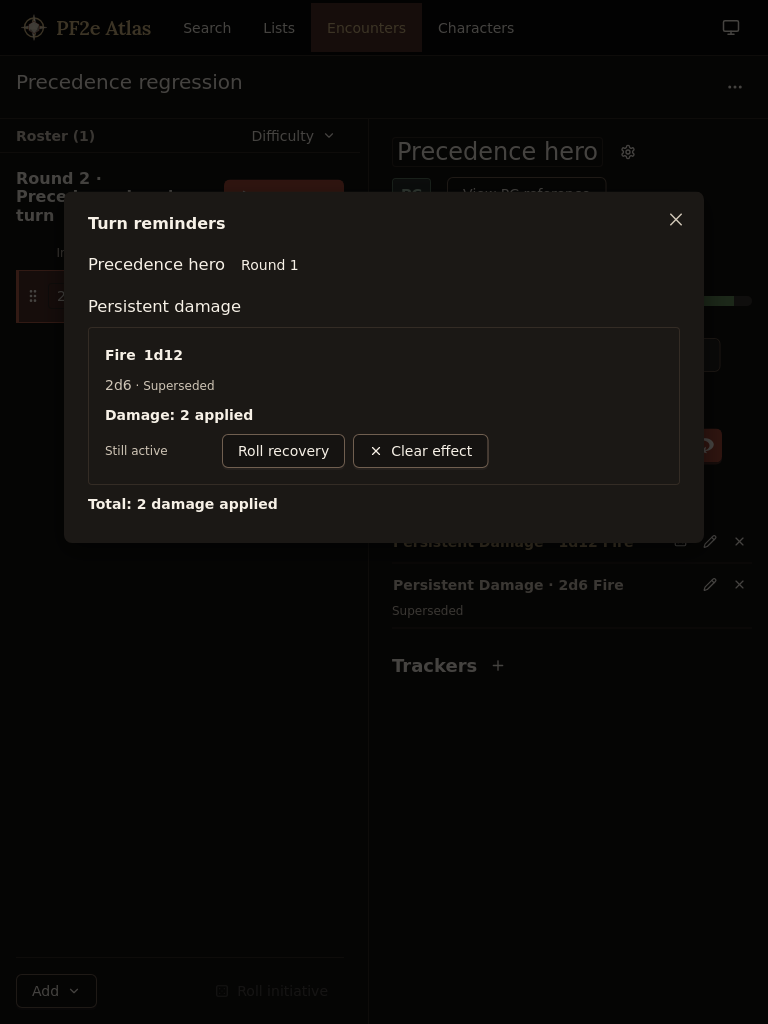 PF2e Atlas
Search
Lists
Encounters
Characters
Precedence regression
Roster (1)
Difficulty
Round 2 ·
turn
Precedence hero
View PC reference
Turn reminders
Precedence hero Round 1
Persistent damage
Fire 1d12
2d6 · Superseded
Damage: 2 applied
Still active
Roll recovery
Clear effect
Total: 2 damage applied
Persistent Damage · 1d12 Fire
Persistent Damage · 2d6 Fire
Superseded
Trackers
Add
Roll initiative